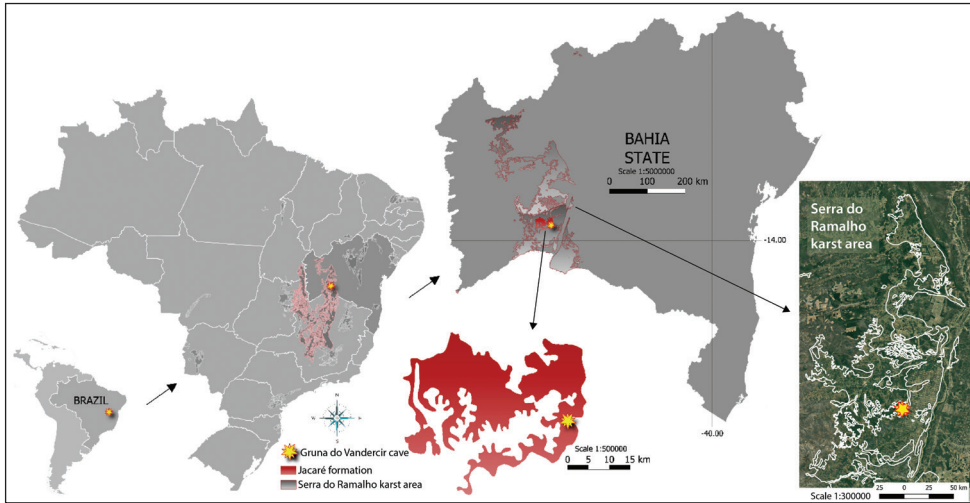 BRAZIL
N
W
E
S
Gruna do Vandercir cave
Jacaré formation
Serra do Ramalho karst area
BAHIA
STATE
Scale 1:5000000
0 100 200 km
-14.00
-40.00
Scale 1:500000
0 5 10 15 km
Serra do
Ramalho
karst area
Scale 1:300000
25 0 25 50 km